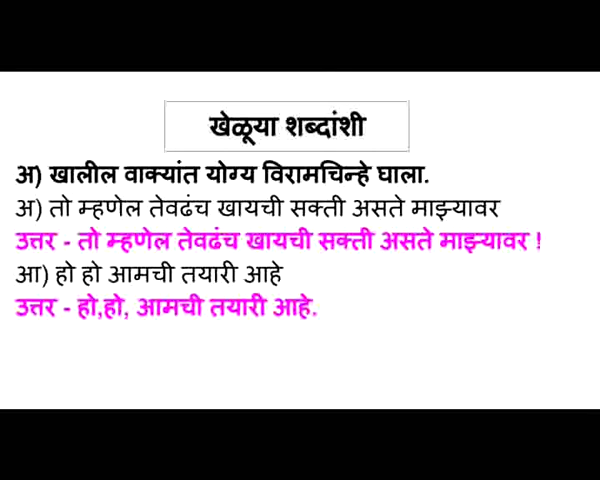 खेळूया शब्दांशी
अ) खालील वाक्यांत योग्य विरामचिन्हे घाला.
अ) तो म्हणेल तेवढंच खायची सक्ती असते माझ्यावर
उत्तर - तो म्हणेल तेवढंच खायची सक्ती असते माझ्यावर !
आ) हो हो आमची तयारी आहे
उत्तर - हो,हो, आमची तयारी आहे.